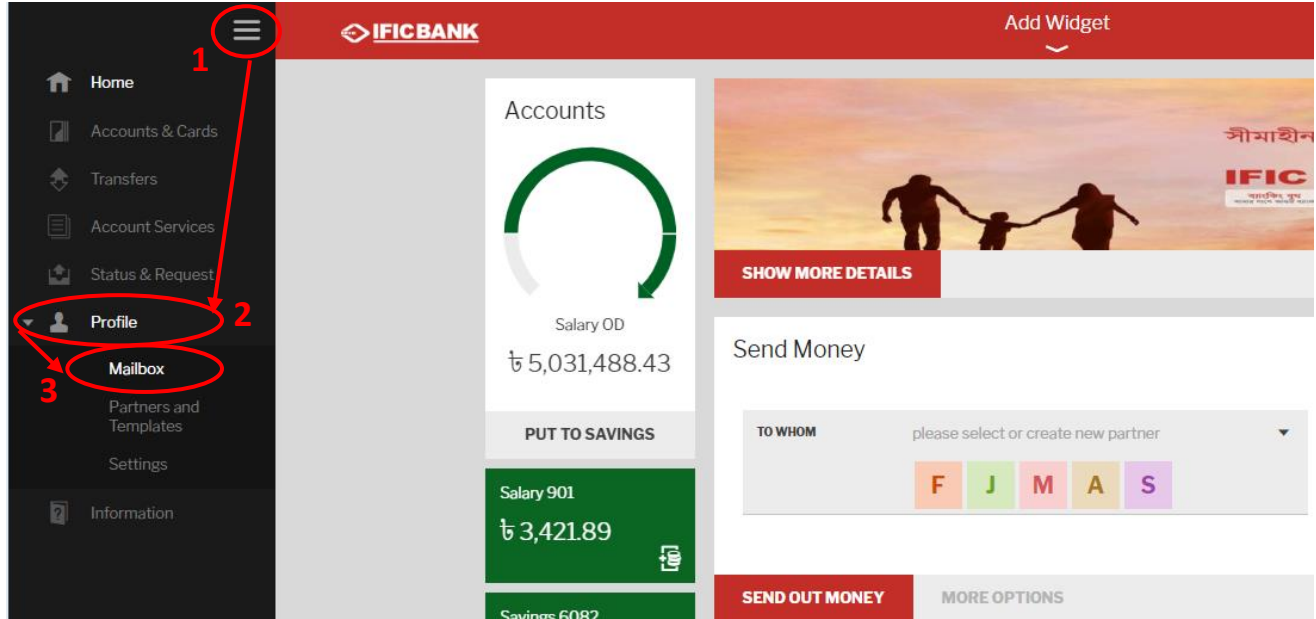 1
IFIC BANK
Add Widget
Home
Accounts & Cards
Transfers
Account Services
Status & Request
Profile
2
Mailbox
3
Partners and
Templates
Settings
Information
Accounts
Salary OD
৳ 5,031,488.43
PUT TO SAVINGS
Salary 901
৳ 3,421.89
Savings 6082
সীমাহীন
IFIC
SHOW MORE DETAILS
Send Money
TO WHOM
please select or create new partner
F J M A S
SEND OUT MONEY
MORE OPTIONS